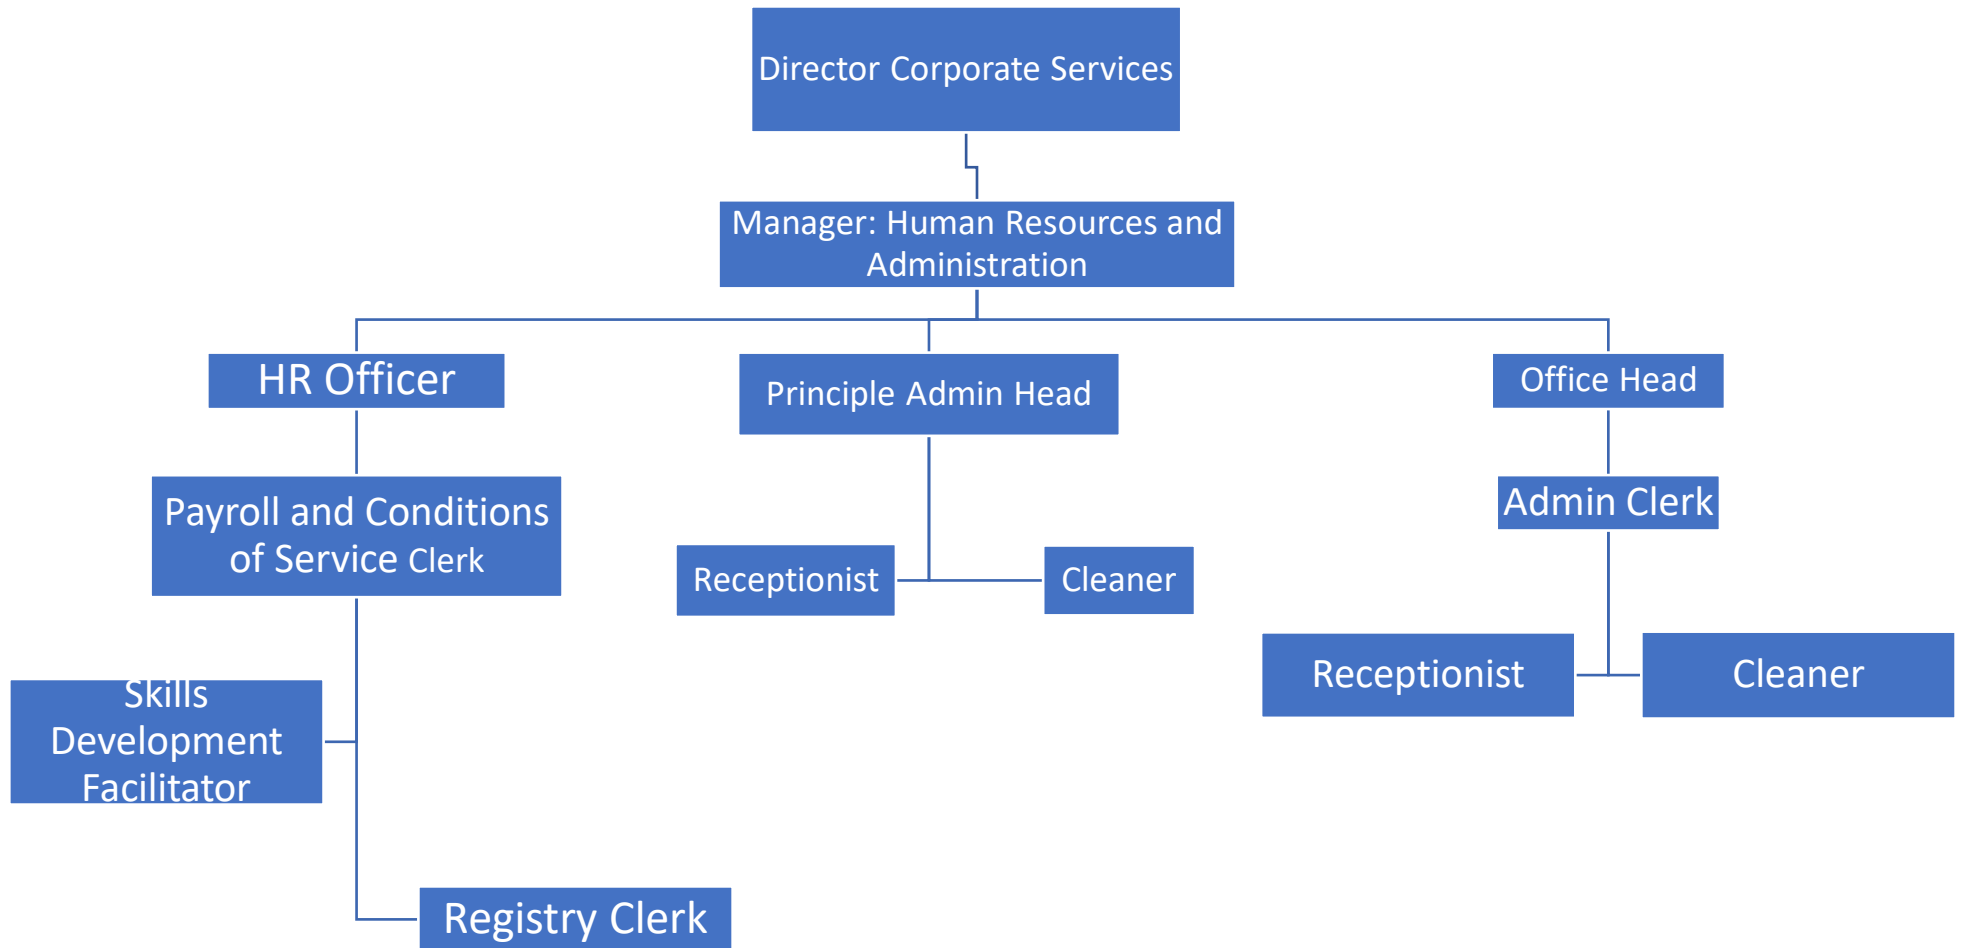 Director Corporate Services
Manager: Human Resources and
Administration
HR Officer
Principle Admin Head
Office Head
Payroll and Conditions
of Service Clerk
Admin Clerk
Receptionist
Cleaner
Receptionist
Cleaner
Skills
Development
Facilitator
Registry Clerk